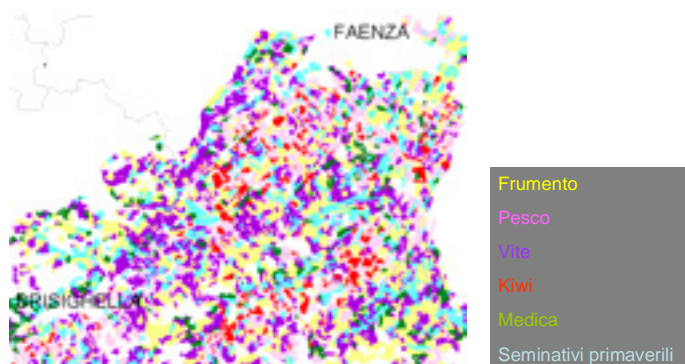 FAENZA
BRISIGHELLA
Frumento
Pesco
Vite
Kiwi
Medica
Seminativi primaverili